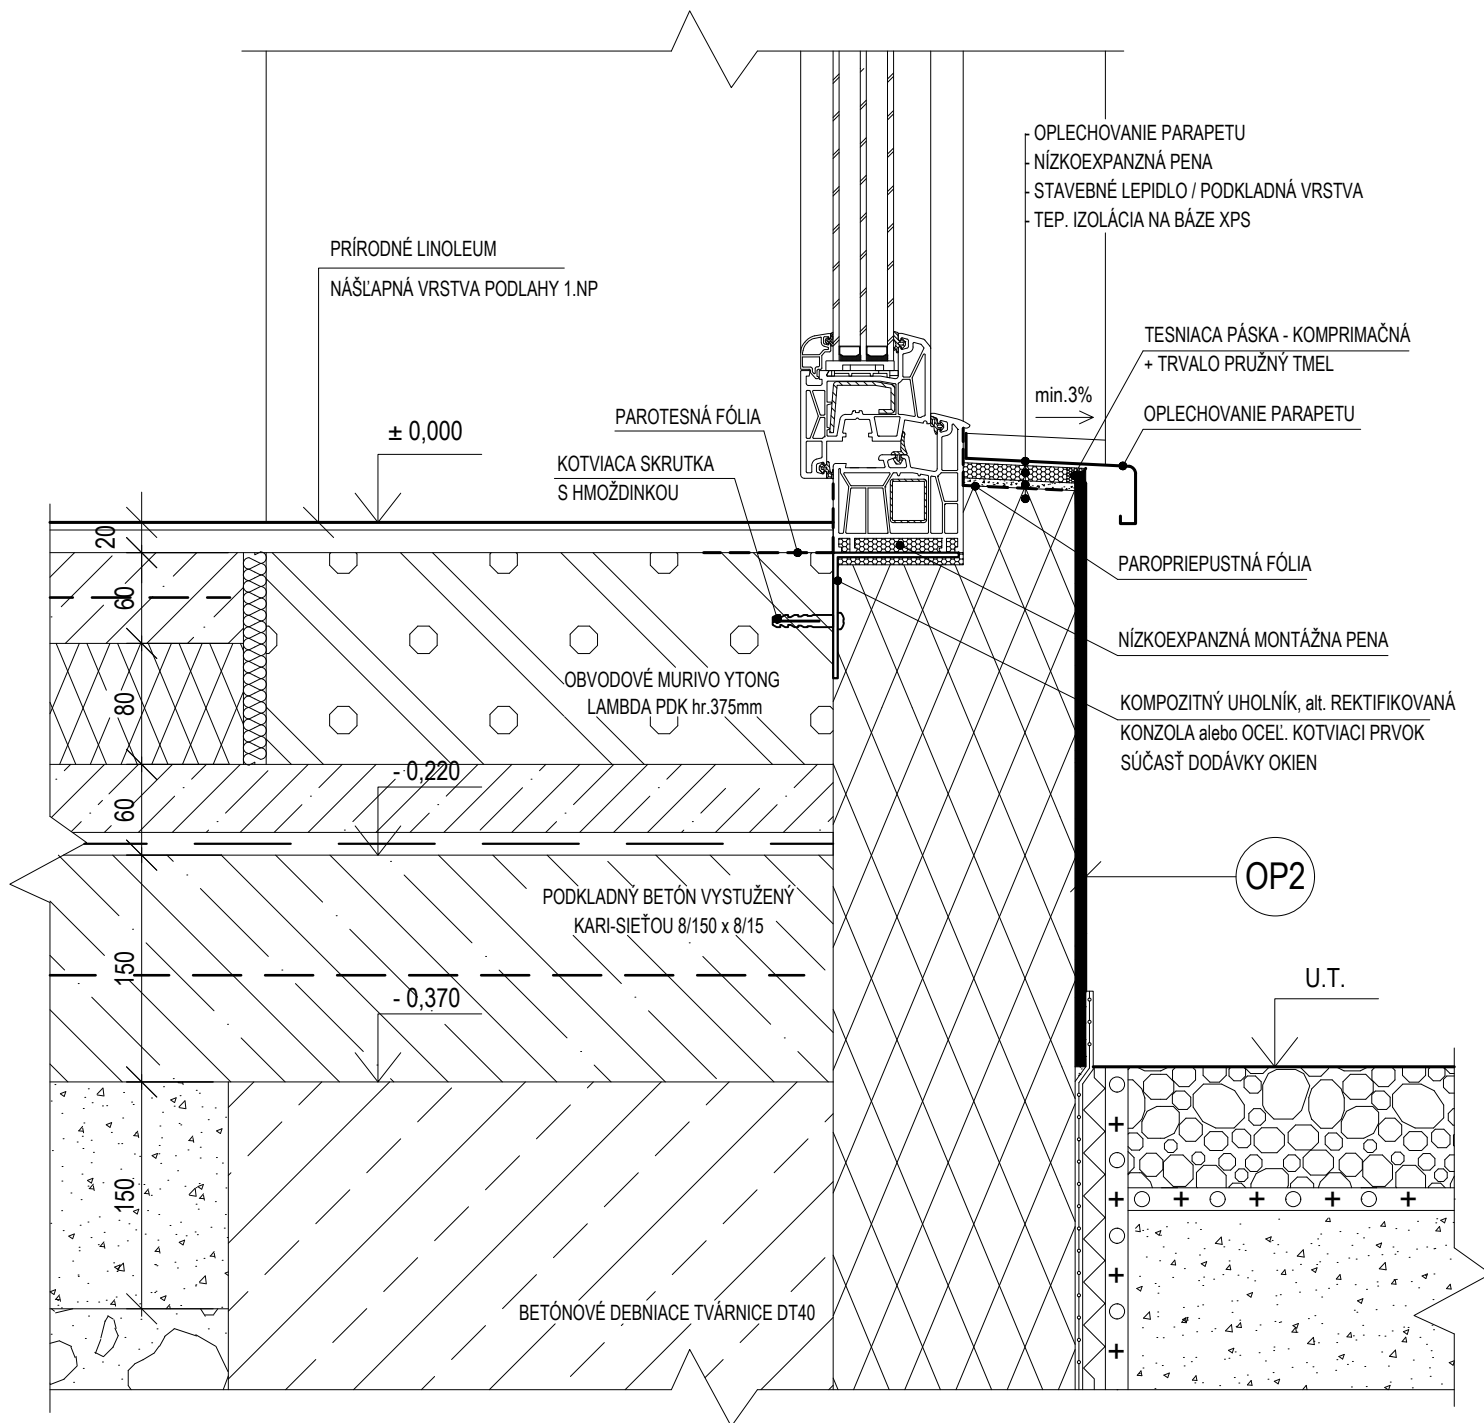 OPLECHOVANIE PARAPETU
NÍZKOEXPANZNÁ PENA
STAVEBNÉ LEPIDLO / PODKLADNÁ VRSTVA
TEP. IZOLÁCIA NA BÁZE XPS
PRÍRODNÉ LINOLEUM
NÁŠĽAPNÁ VRSTVA PODLAHY 1.NP
TESNIACA PÁSKA - KOMPRIMAČNÁ
+ TRVALO PRUŽNÝ TMEL
min.3%
OPLECHOVANIE PARAPETU
PAROTESNÁ FÓLIA
± 0,000
KOTVIACA SKRUTKA
S HMOŽDINKOU
20
PAROPRIEPUSTNÁ FÓLIA
60
NÍZKOEXPANZNÁ MONTÁŽNA PENA
OBVODOVÉ MURIVO YTONG
LAMBDA PDK hr.375mm
80
KOMPOZITNÝ UHOLNÍK, alt. REKTIFIKOVANÁ
KONZOLA alebo OCEĽ. KOTVIACI PRVOK
SÚČASŤ DODÁVKY OKIEN
- 0,220
60
OP2
PODKLADNÝ BETÓN VYSTUŽENÝ
KARI-SIEŤOU 8/150 x 8/15
150
U.T.
- 0,370
150
BETÓNOVÉ DEBNIACE TVÁRNICE DT40